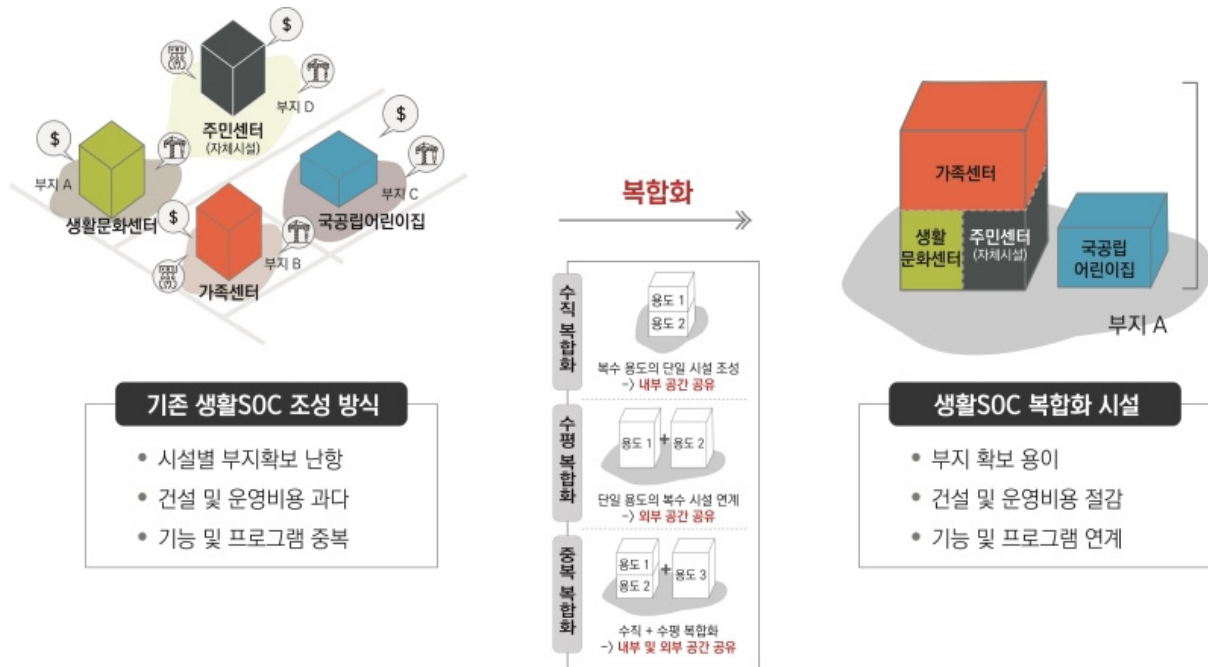 $
$
부지 D
주민센터
(자체시설)
$
부지 A
생활문화센터
부지 C
국공립어린이집
$
부지 B
가족센터
기존 생활SOC 조성 방식
• 시설별 부지확보 난항
• 건설 및 운영비용 과다
• 기능 및 프로그램 중복
복합화
수직 복합화
용도 1
용도 2
복수 용도의 단일 시설 조성
-> 내부 공간 공유
수평 복합화
용도 1 + 용도 2
단일 용도의 복수 시설 연계
-> 외부 공간 공유
중복 복합화
용도 1
용도 2
+ 용도 3
수직 + 수평 복합화
-> 내부 및 외부 공간 공유
가족센터
생활
문화센터
주민센터
(자체시설)
국공립
어린이집
부지 A
생활SOC 복합화 시설
• 부지 확보 용이
• 건설 및 운영비용 절감
• 기능 및 프로그램 연계